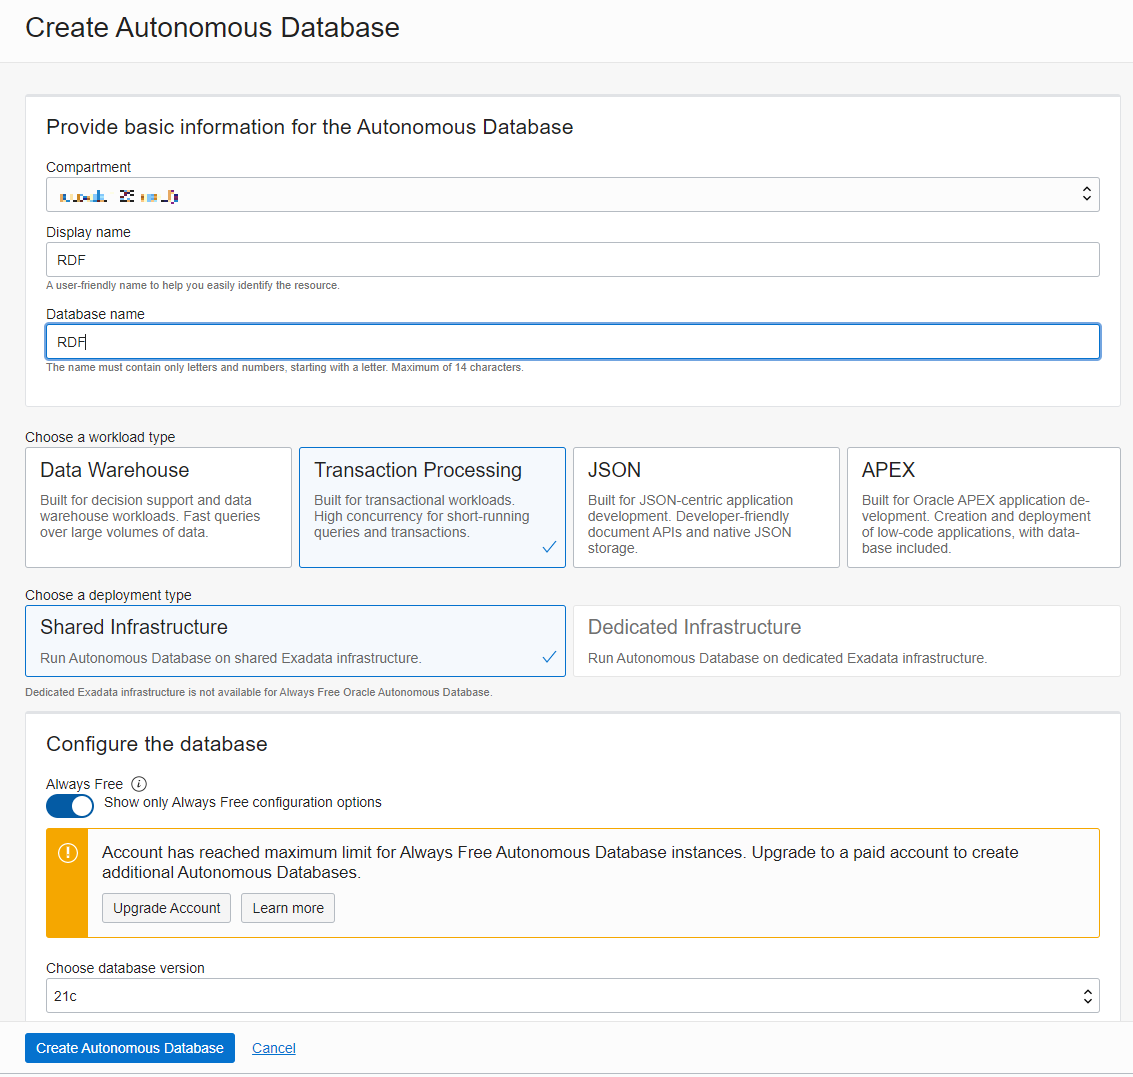 Create Autonomous Database
Provide basic information for the Autonomous Database
Compartment
Display name
RDF
A user-friendly name to help you easily identify the resource.
Database name
RDF
The name must contain only letters and numbers, starting with a letter. Maximum of 14 characters.
Choose a workload type
Data Warehouse
Built for decision support and data
warehouse workloads. Fast queries
over large volumes of data.
Transaction Processing
Built for transactional workloads.
High concurrency for short-running
queries and transactions.
JSON
Built for JSON-centric application
development. Developer-friendly
document APIs and native JSON
storage.
APEX
Built for Oracle APEX application de-
velopment. Creation and deployment
of low-code applications, with data-
base included.
Choose a deployment type
Shared Infrastructure
Run Autonomous Database on shared Exadata infrastructure.
Dedicated Infrastructure
Run Autonomous Database on dedicated Exadata infrastructure.
Dedicated Exadata infrastructure is not available for Always Free Oracle Autonomous Database.
Configure the database
Always Free
Show only Always Free configuration options
Account has reached maximum limit for Always Free Autonomous Database instances. Upgrade to a paid account to create
additional Autonomous Databases.
Upgrade Account
Learn more
Choose database version
21c
Create Autonomous Database
Cancel